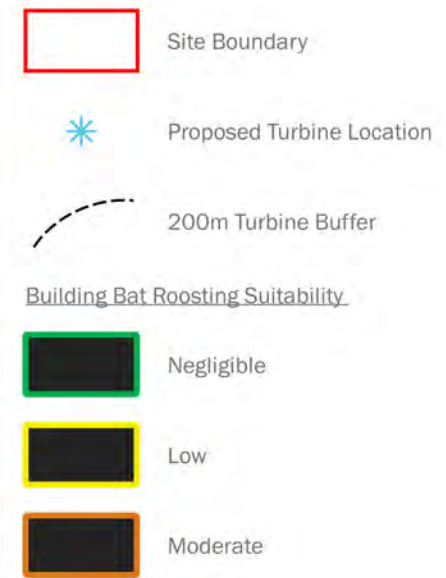 Site Boundary
Proposed Turbine Location
200m Turbine Buffer
Building Bat Roosting Suitability
Negligible
Low
Moderate